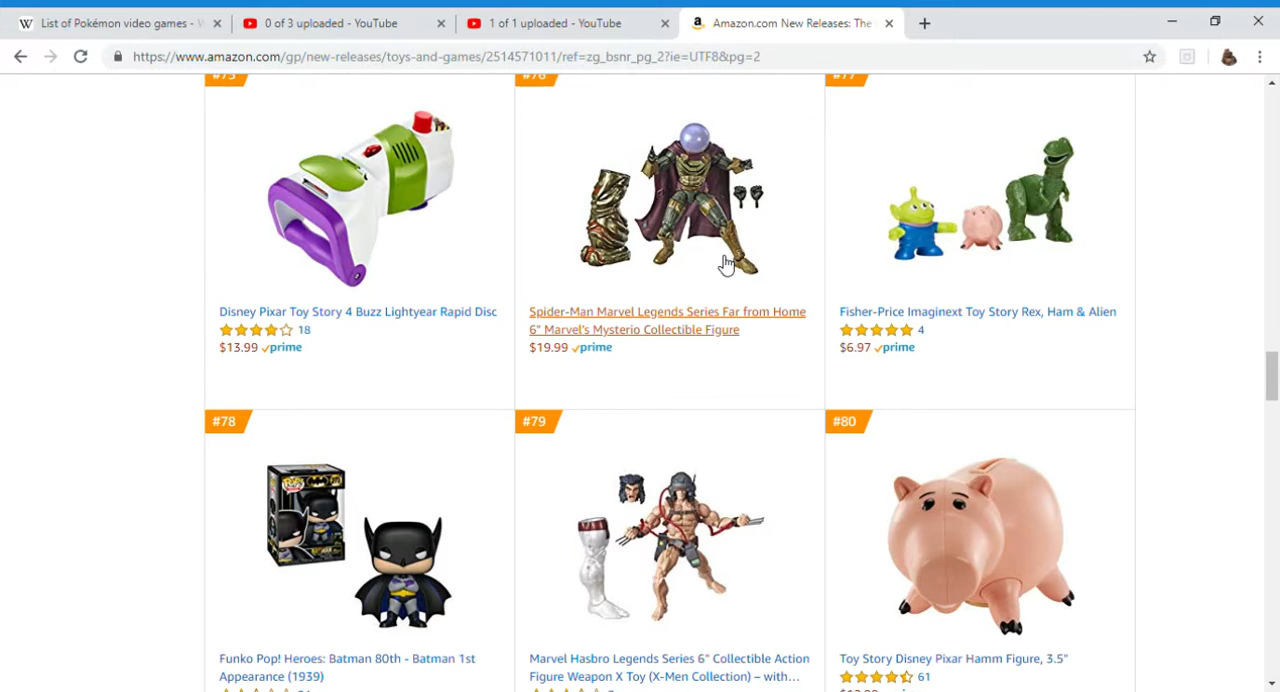 List of Pokémon video games - W
0 of 3 uploaded - YouTube
1 of 1 uploaded - YouTube
Amazon.com New Releases: The
https://www.amazon.com/gp/new-releases/toys-and-games/2514571011/ref=zg_bsnr_pg_2?ie=UTF8&pg=2
#75
#76
#77
Disney Pixar Toy Story 4 Buzz Lightyear Rapid Disc
18
$13.99 prime
Spider-Man Marvel Legends Series Far from Home
6" Marvel's Mysterio Collectible Figure
$19.99 prime
Fisher-Price Imaginext Toy Story Rex, Ham & Alien
4
$6.97 prime
#78
#79
#80
Funko Pop! Heroes: Batman 80th - Batman 1st
Appearance (1939)
Marvel Hasbro Legends Series 6" Collectible Action
Figure Weapon X Toy (X-Men Collection) – with...
Toy Story Disney Pixar Hamm Figure, 3.5"
61